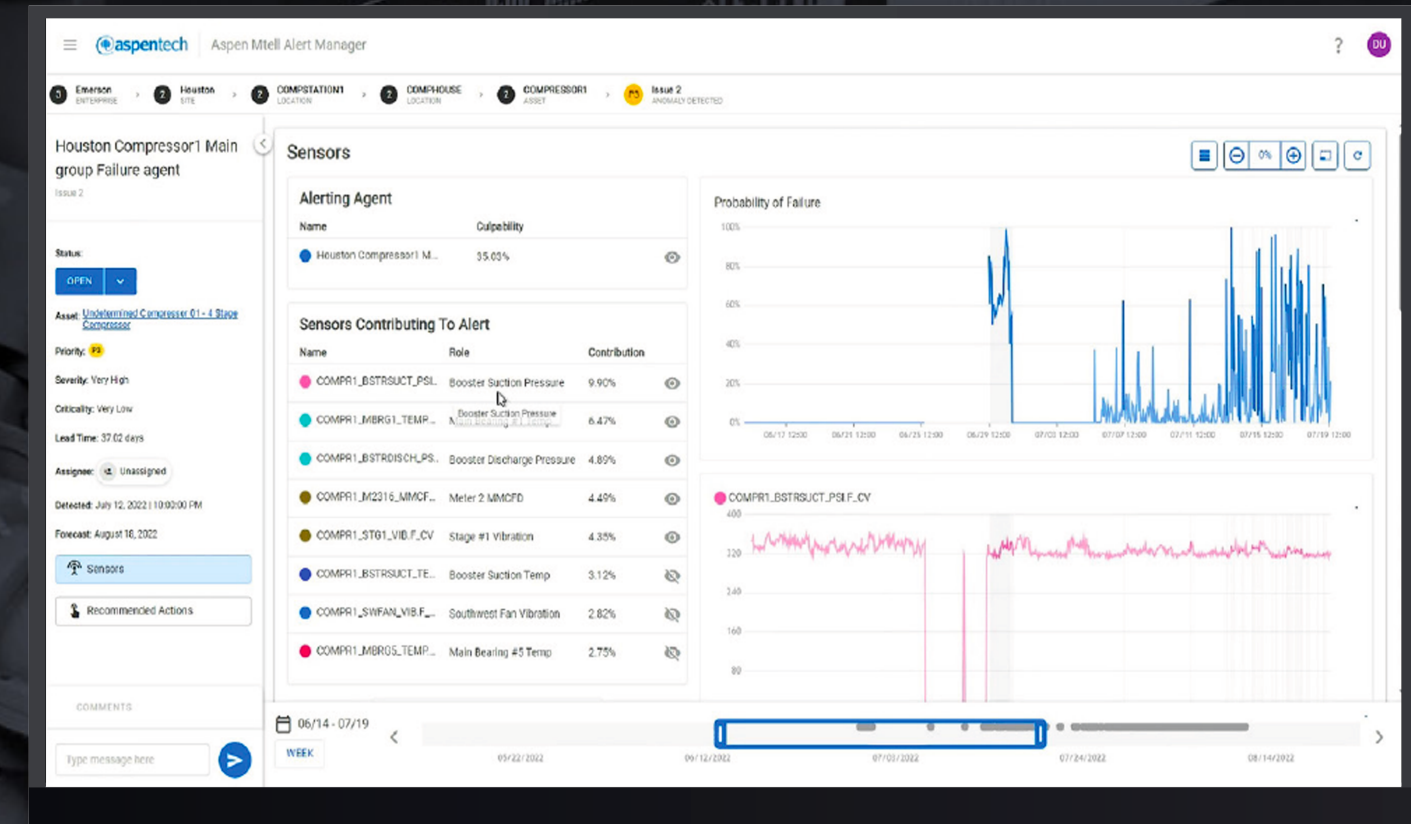 aspentech
Aspen Mtell Alert Manager
?
DU
3
Emerson
ENTERPRISE
2
Houston
SITE
2
COMPSTATION1
LOCATION
2
COMPHOUSE
LOCATION
2
COMPRESSOR1
ASSET
Issue 2
ANOMALY DETECTED
Houston Compressor1 Main
group Failure agent
Issue 2
Status:
OPEN
Asset: Undetermined Compressor 01 - 4 Stage
Compressor
Priority:
Severity: Very High
Criticality: Very Low
Lead Time: 37.02 days
Assignee: Unassigned
Detected: July 12, 2022 | 10:00:00 PM
Forecast: August 18, 2022
Sensors
Recommended Actions
COMMENTS
Type message here
Sensors
0%
Alerting Agent
Name Culpability
Houston Compressor1 M... 35.03%
Sensors Contributing To Alert
Name Role Contribution
COMPR1_BSTRSUCT_PSI... Booster Suction Pressure 9.90%
Booster Suction Pressure
COMPR1_MBRG1_TEMP... 6.47%
COMPR1_BSTRDISCH_PS... Booster Discharge Pressure 4.89%
COMPR1_M2316_MMCF... Meter 2 MMCFD 4.49%
COMPR1_STG1_VIB.F_CV Stage #1 Vibration 4.35%
COMPR1_BSTRSUCT_TE... Booster Suction Temp 3.12%
COMPR1_SWFAN_VIB.F_... Southwest Fan Vibration 2.82%
COMPR1_MBRG5_TEMP... Main Bearing #5 Temp 2.75%
Probability of Failure
100%
80%
60%
40%
20%
0%
06/17 12:00 06/21 12:00 06/25 12:00 06/29 12:00 07/03 12:00 07/07 12:00 07/11 12:00 07/15 12:00 07/19 12:00
COMPR1_BSTRSUCT_PSI.F_CV
400
320
240
160
80
06/14 - 07/19
WEEK
05/22/2022 06/12/2022 07/03/2022 07/24/2022 08/14/2022